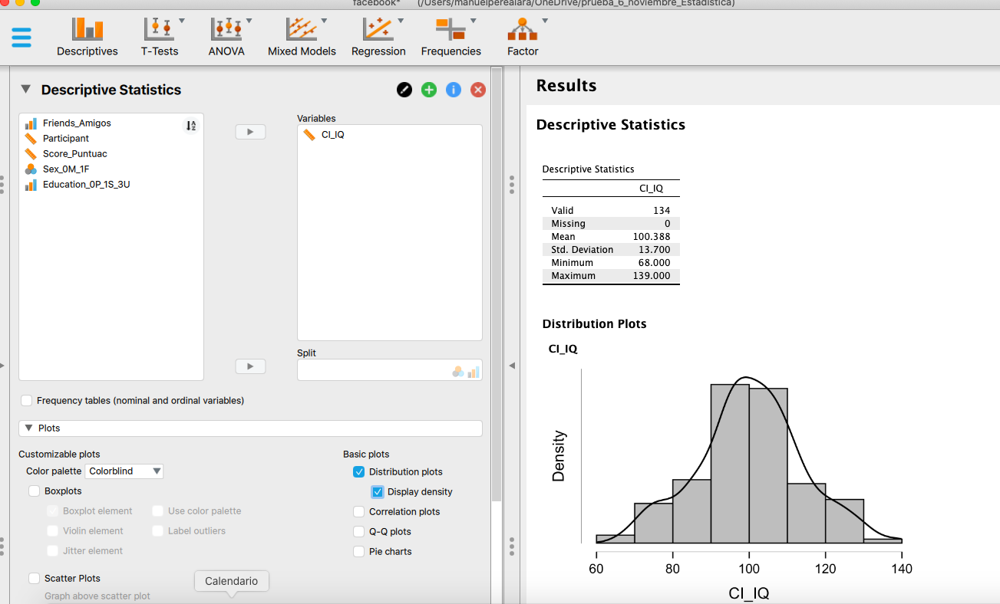 facebook* (/Users/manuelperealara/OneDrive/prueba_6_noviembre_Estadistica)
Descriptives T-Tests ANOVA Mixed Models Regression Frequencies Factor
Descriptive Statistics
Friends_Amigos
Participant
Score_Puntuac
Sex_0M_1F
Education_0P_1S_3U
Variables
CI_IQ
Split
Frequency tables (nominal and ordinal variables)
Plots
Customizable plots
Color palette Colorblind
Boxplots
Boxplot element Use color palette
Violin element Label outliers
Jitter element
Scatter Plots
Graph above scatter plot
Basic plots
Distribution plots
Display density
Correlation plots
Q-Q plots
Pie charts
Calendario
Results
Descriptive Statistics
Descriptive Statistics
CI_IQ
Valid 134
Missing 0
Mean 100.388
Std. Deviation 13.700
Minimum 68.000
Maximum 139.000
Distribution Plots
CI_IQ
Density
60 80 100 120 140
CI_IQ